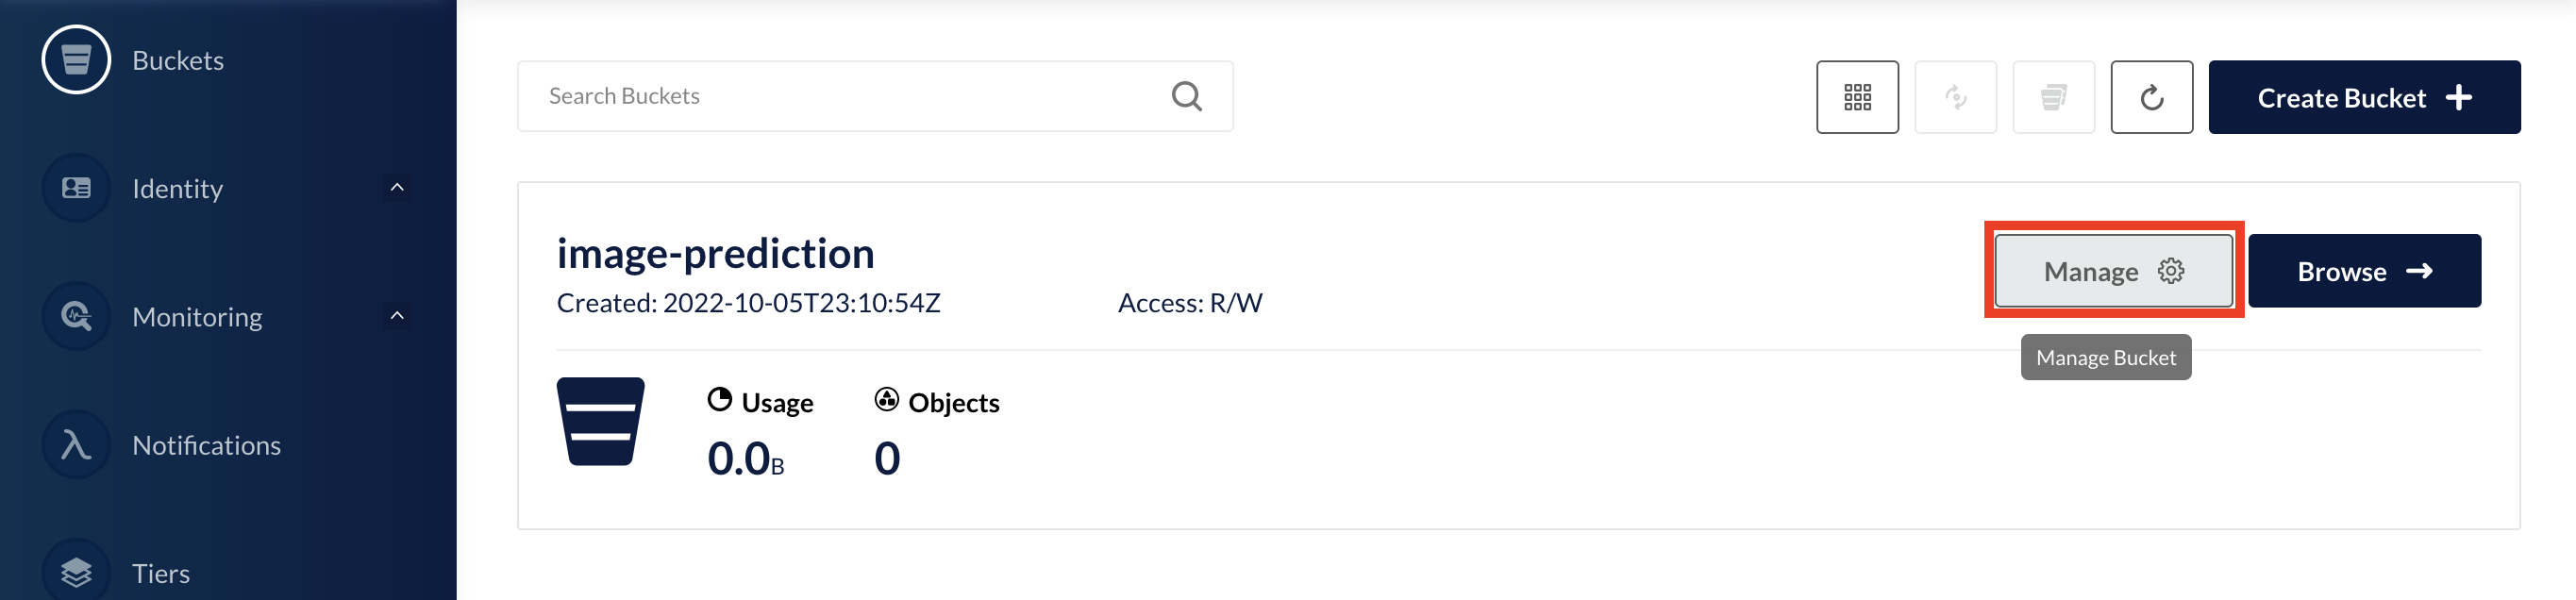 Buckets
Identity
Monitoring
Notifications
Tiers
Search Buckets
Create Bucket
image-prediction
Created: 2022-10-05T23:10:54Z
Access: R/W
Manage
Browse
Manage Bucket
Usage
Objects
0.0B
0